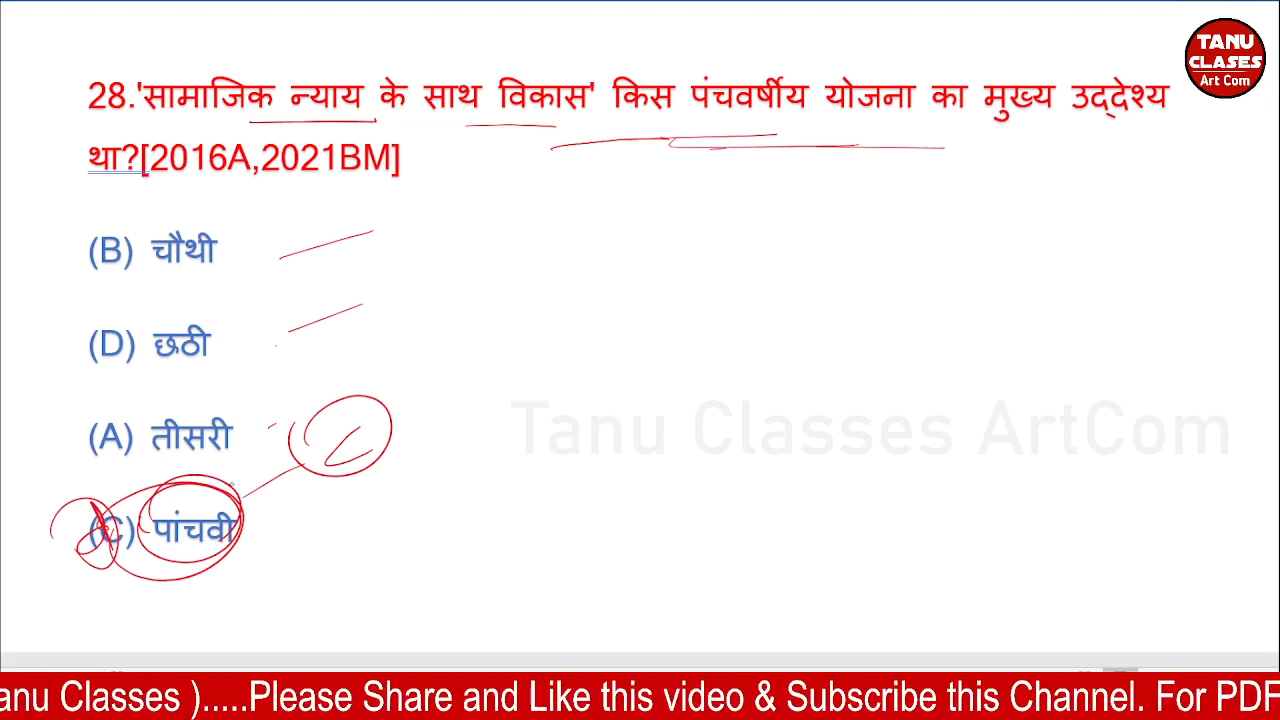 TANU
CLASSES
Art Com
28.'सामाजिक न्याय के साथ विकास' किस पंचवर्षीय योजना का मुख्य उद्देश्य
था?[2016A,2021BM]
(B) चौथी
(D) छठी
(A) तीसरी
Tanu Classes ArtCom
(C) पांचवी
anu Classes ).....Please Share and Like this video & Subscribe this Channel. For PDF